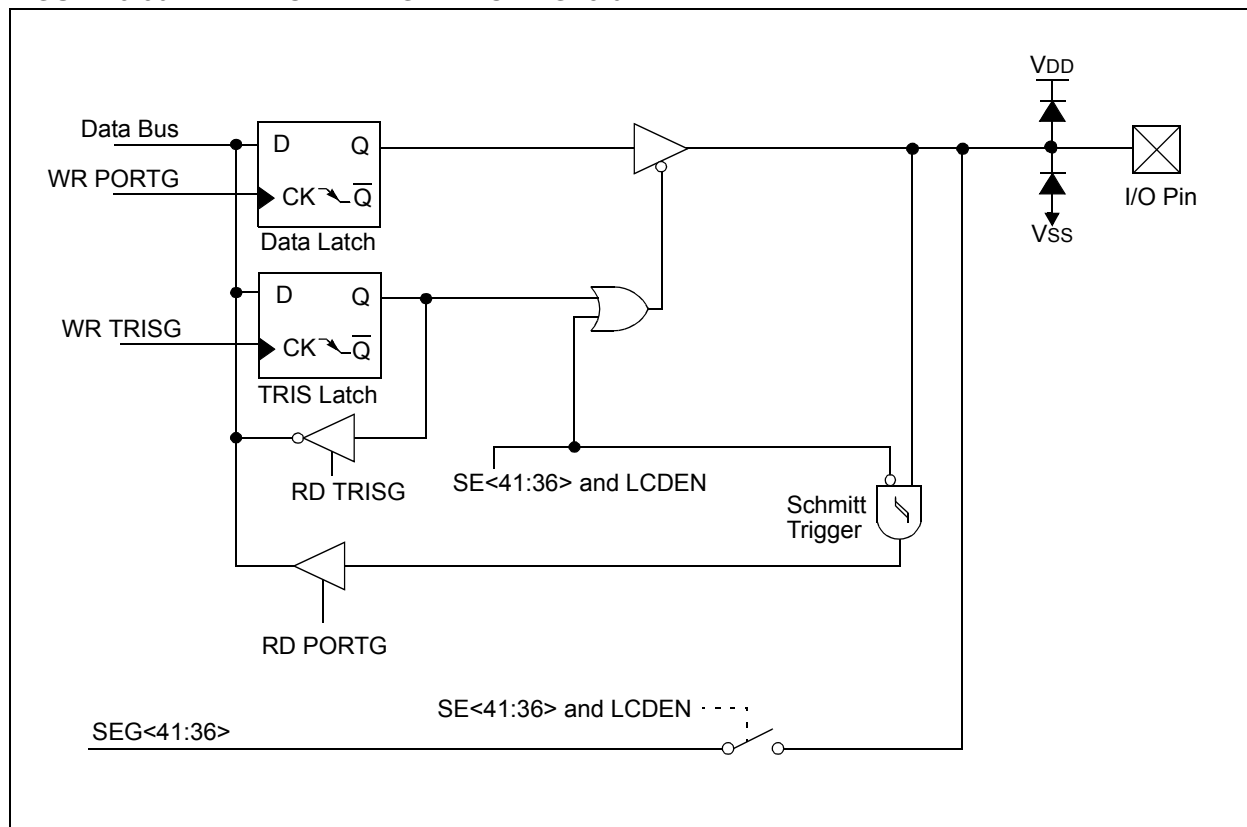 VDD
Data Bus
D Q
WR PORTG
CK Q
I/O Pin
Data Latch
VSS
D Q
WR TRISG
CK Q
TRIS Latch
RD TRISG
SE<41:36> and LCDEN
Schmitt
Trigger
RD PORTG
SE<41:36> and LCDEN
SEG<41:36>